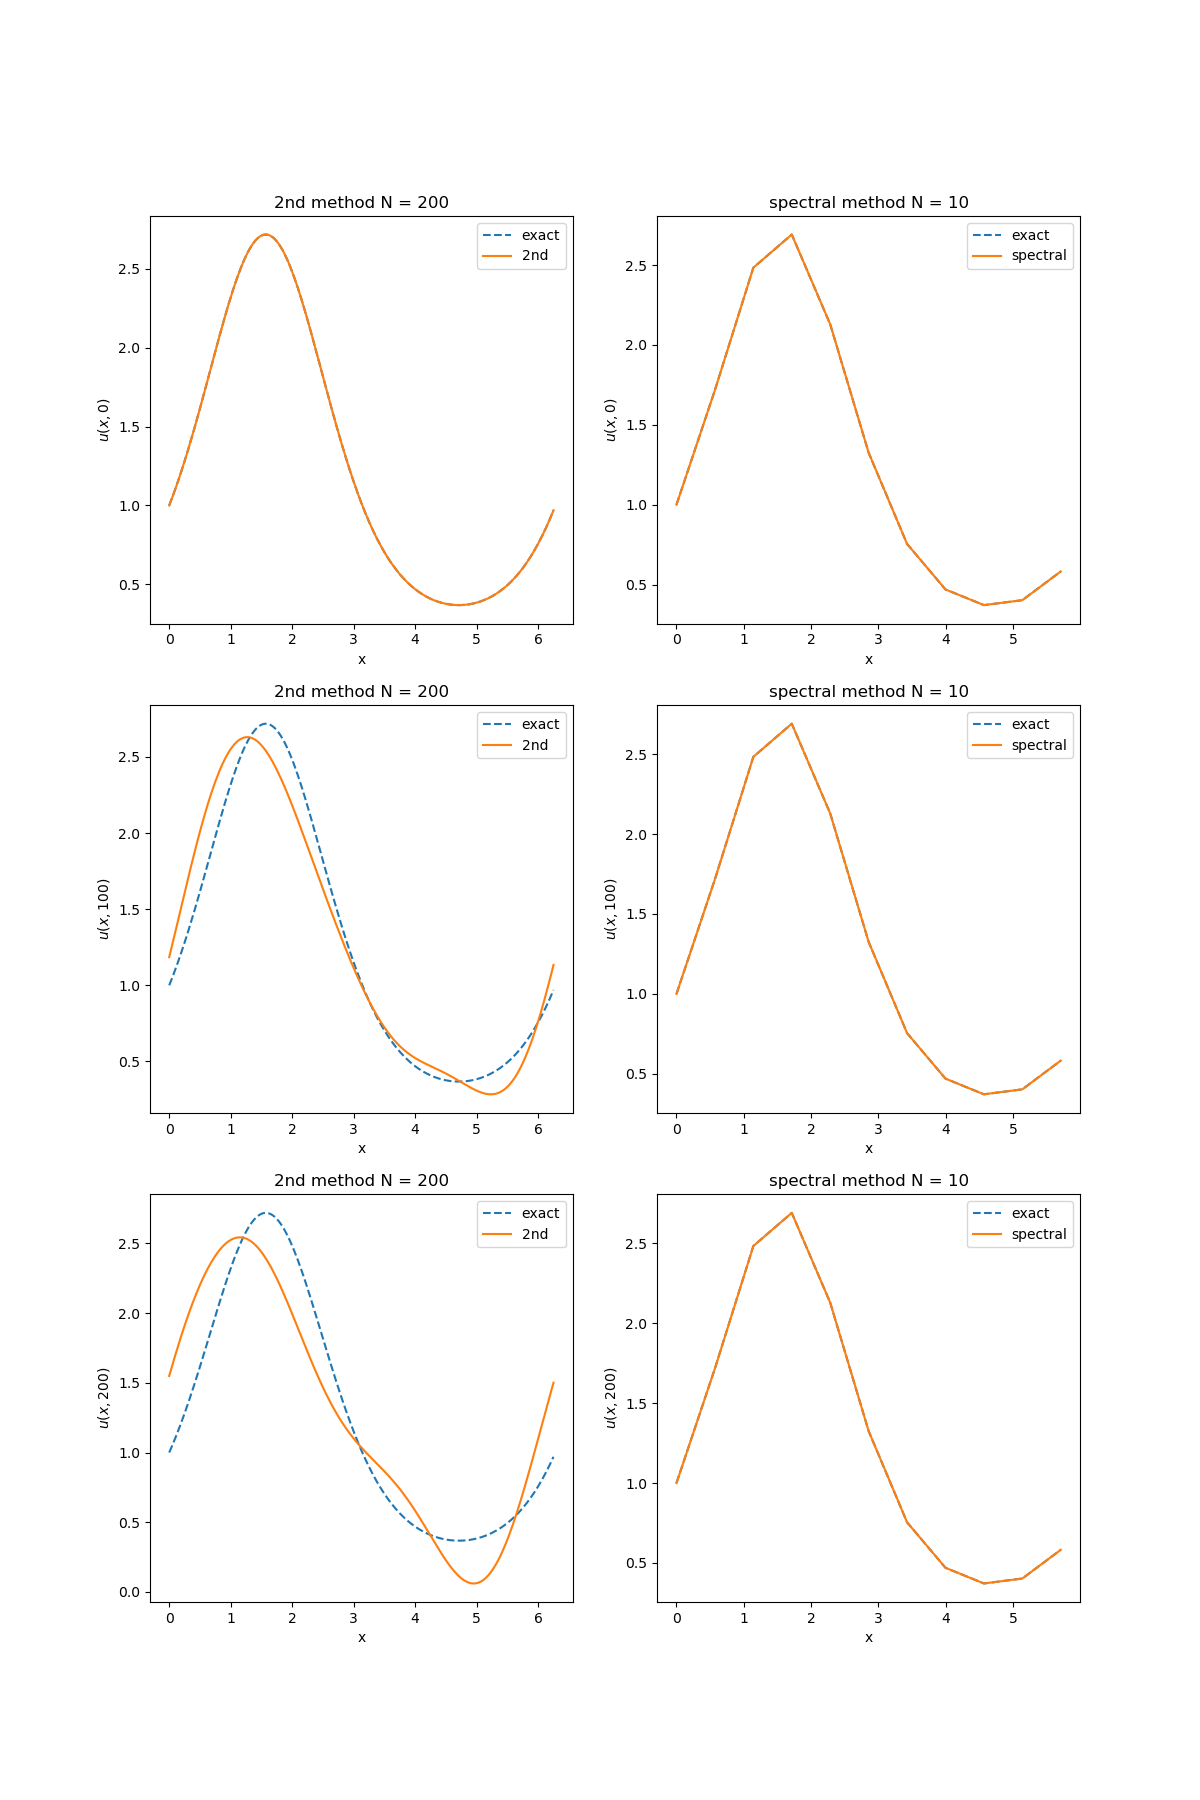 2nd method N = 200
exact
2nd
2.5
2.0
1.5
1.0
0.5
u(x, 0)
0 1 2 3 4 5 6
x
spectral method N = 10
exact
spectral
2.5
2.0
1.5
1.0
0.5
u(x, 0)
0 1 2 3 4 5
x
2nd method N = 200
exact
2nd
2.5
2.0
1.5
1.0
0.5
u(x, 100)
0 1 2 3 4 5 6
x
spectral method N = 10
exact
spectral
2.5
2.0
1.5
1.0
0.5
u(x, 100)
0 1 2 3 4 5
x
2nd method N = 200
exact
2nd
2.5
2.0
1.5
1.0
0.5
0.0
u(x, 200)
0 1 2 3 4 5 6
x
spectral method N = 10
exact
spectral
2.5
2.0
1.5
1.0
0.5
u(x, 200)
0 1 2 3 4 5
x